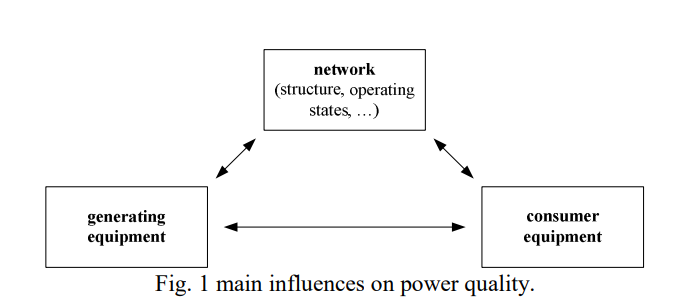 network
(structure, operating
states, …)
generating
equipment
consumer
equipment
Fig. 1 main influences on power quality.